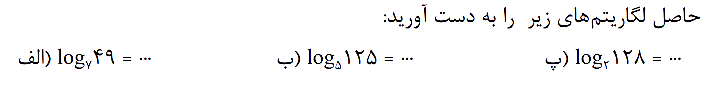 حاصل لگاریتم‌های زیر را به دست آورید:
الف) log₇۴۹ = ... ب) log₅۱۲۵ = ... پ) log₂۱۲۸ = ...